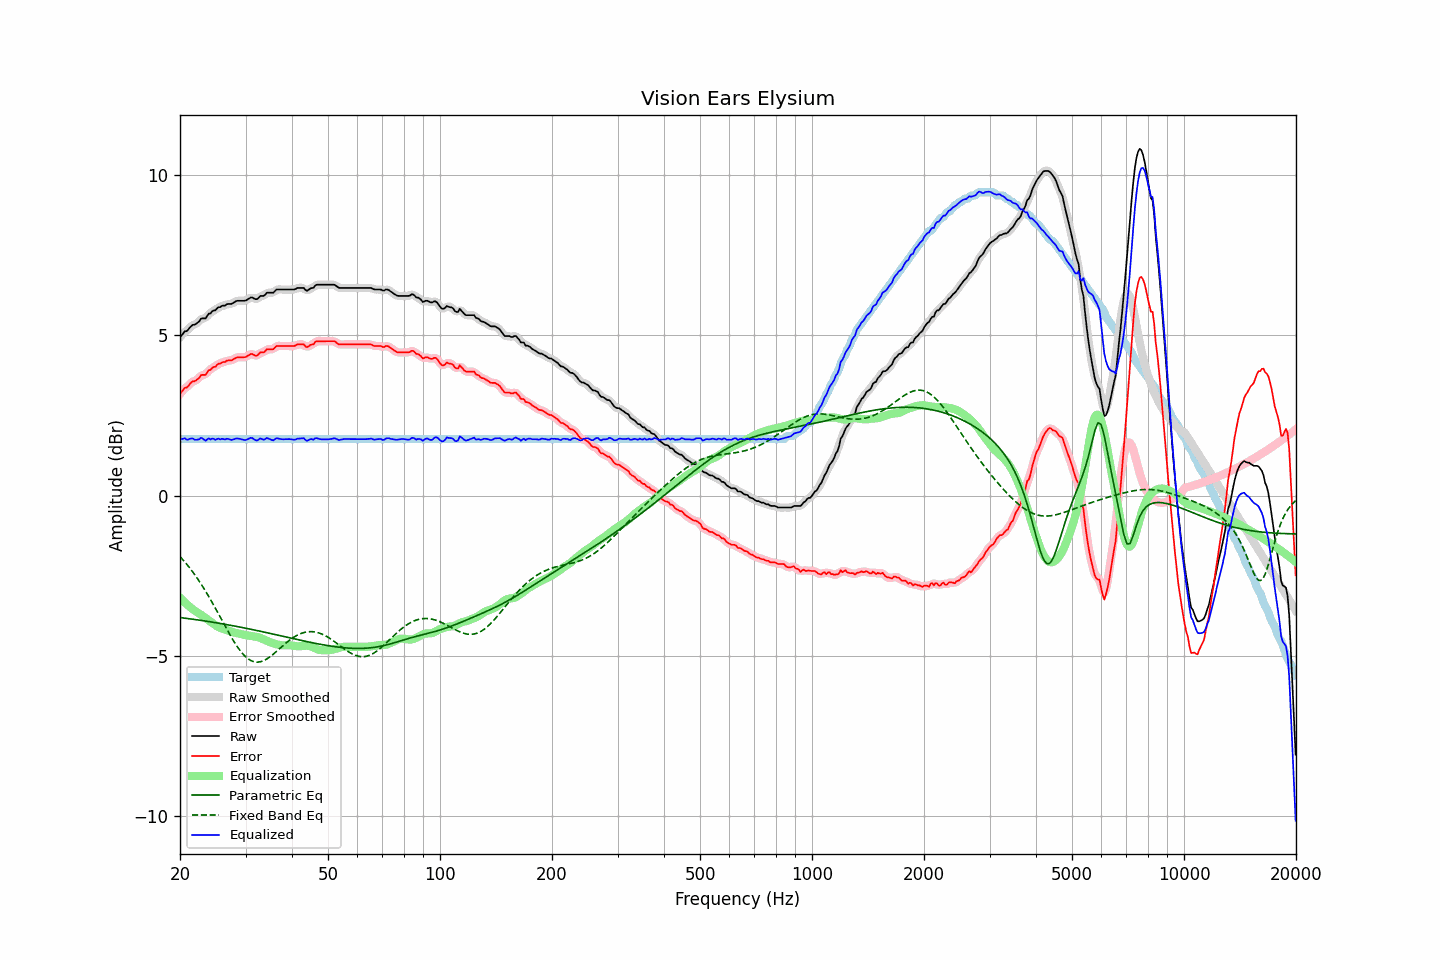 Vision Ears Elysium
Amplitude (dBr)
10
5
0
−5
−10
Target
Raw Smoothed
Error Smoothed
Raw
Error
Equalization
Parametric Eq
Fixed Band Eq
Equalized
20 50 100 200 500 1000 2000 5000 10000 20000
Frequency (Hz)